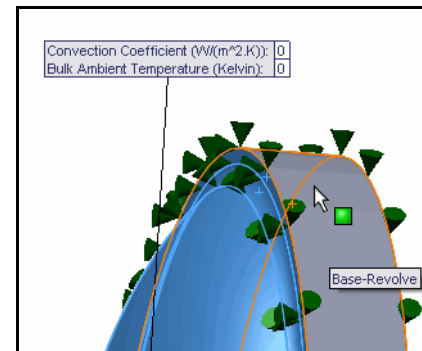 Convection Coefficient (W/(m^2.K)): 0
Bulk Ambient Temperature (Kelvin): 0
Base-Revolve